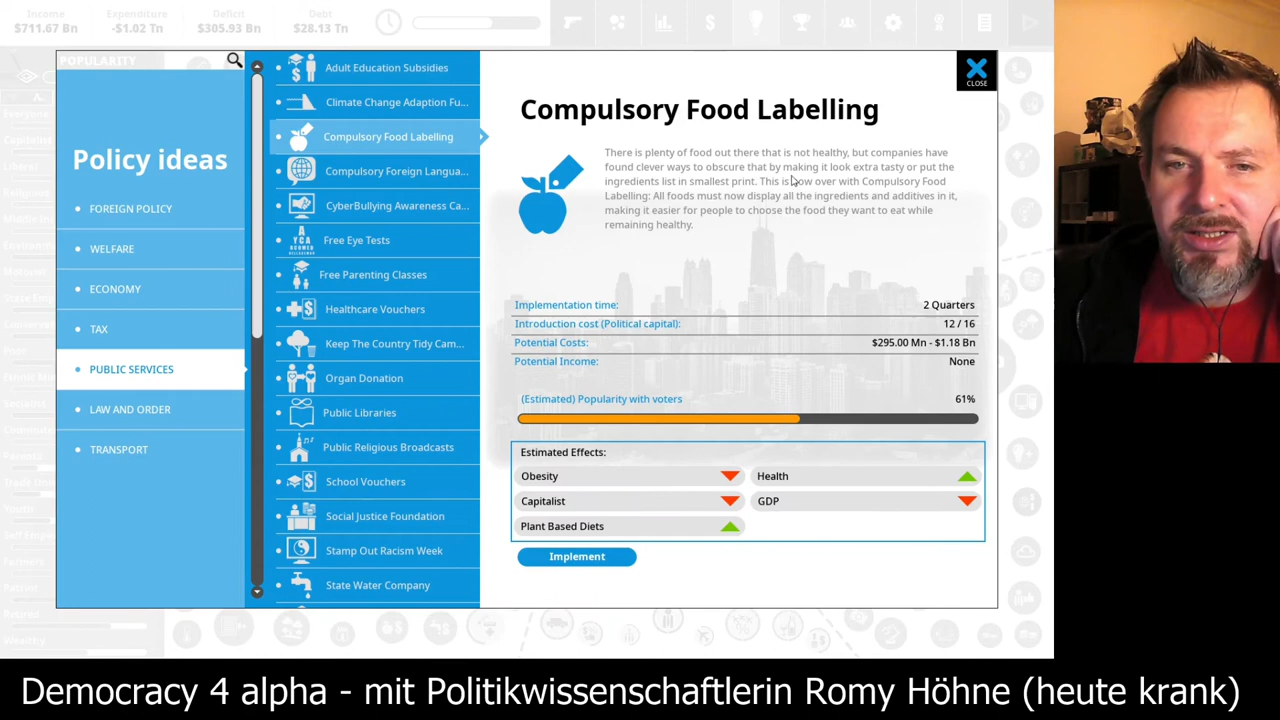 Income
Expenditure
Deficit
Debt
$711.67 Bn
-$1.02 Tn
$305.93 Bn
$28.13 Tn
POPULARITY
Policy ideas
FOREIGN POLICY
WELFARE
ECONOMY
TAX
PUBLIC SERVICES
LAW AND ORDER
TRANSPORT
Adult Education Subsidies
Climate Change Adaption Fu...
Compulsory Food Labelling
Compulsory Foreign Langua...
CyberBullying Awareness Ca...
Free Eye Tests
Free Parenting Classes
Healthcare Vouchers
Keep The Country Tidy Cam...
Organ Donation
Public Libraries
Public Religious Broadcasts
School Vouchers
Social Justice Foundation
Stamp Out Racism Week
State Water Company
CLOSE
Compulsory Food Labelling
There is plenty of food out there that is not healthy, but companies have
found clever ways to obscure that by making it look extra tasty or put the
ingredients list in smallest print. This is now over with Compulsory Food
Labelling: All foods must now display all the ingredients and additives in it,
making it easier for people to choose the food they want to eat while
remaining healthy.
Implementation time: 2 Quarters
Introduction cost (Political capital): 12 / 16
Potential Costs: $295.00 Mn - $1.18 Bn
Potential Income: None
(Estimated) Popularity with voters 61%
Estimated Effects:
Obesity
Health
Capitalist
GDP
Plant Based Diets
Implement
Democracy 4 alpha - mit Politikwissenschaftlerin Romy Höhne (heute krank)